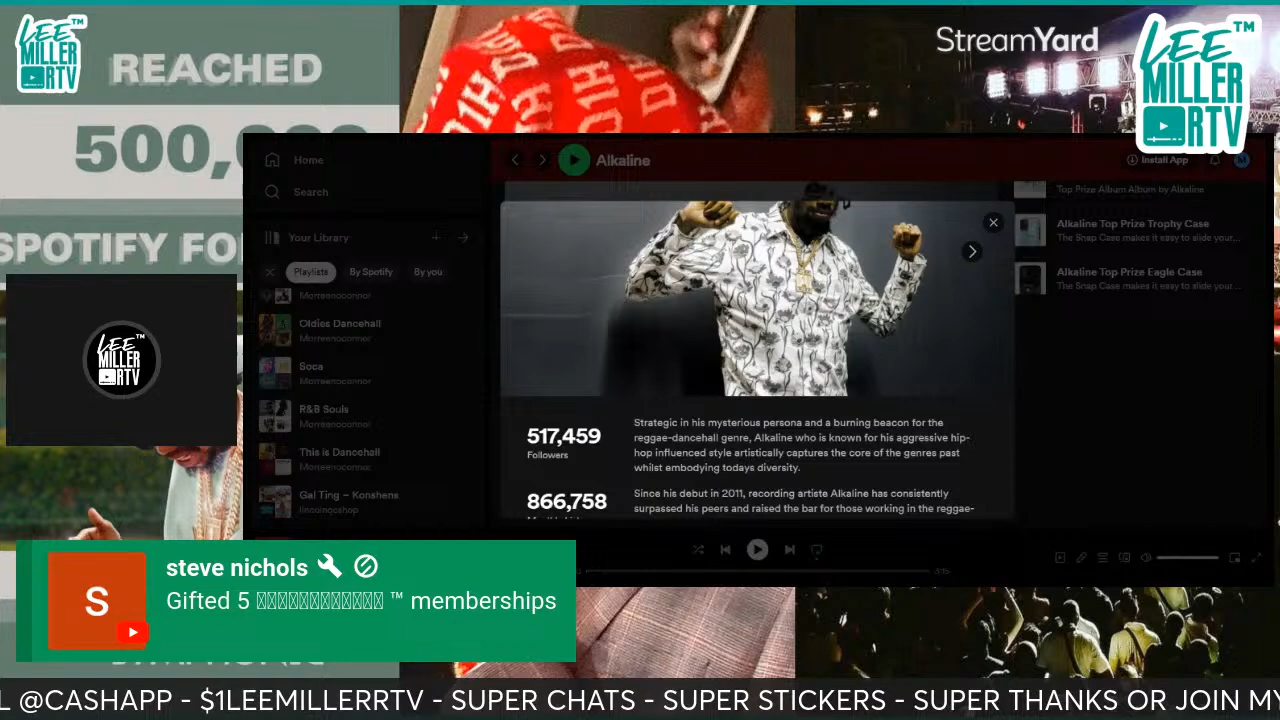 LEE
MILLER
RTV
™
REACHED
500,
SPOTIFY FO
StreamYard
LEE
MILLER
RTV
™
Home
Search
Your Library
Playlists
By Spotify
By you
Morreenoconnor
Oldies Dancehall
Morreenoconnor
Soca
Morreenoconnor
R&B Souls
Morreenoconnor
This is Dancehall
Morreenoconnor
Gal Ting – Konshens
Alkaline
Install App
M
Top Prize Album Album by Alkaline
Alkaline Top Prize Trophy Case
The Snap Case makes it easy to slide your...
Alkaline Top Prize Eagle Case
The Snap Case makes it easy to slide your ...
517,459
Followers
866,758
Strategic in his mysterious persona and a burning beacon for the
reggae-dancehall genre, Alkaline who is known for his aggressive hip-
hop influenced style artistically captures the core of the genres past
whilst embodying todays diversity.
Since his debut in 2011, recording artiste Alkaline has consistently
surpassed his peers and raised the bar for those working in the reggae-
LEE
MILLER
RTV
™
S
steve nichols
Gifted 5 ™ memberships
L @CASHAPP - $1LEEMILLERRTV - SUPER CHATS - SUPER STICKERS - SUPER THANKS OR JOIN MY